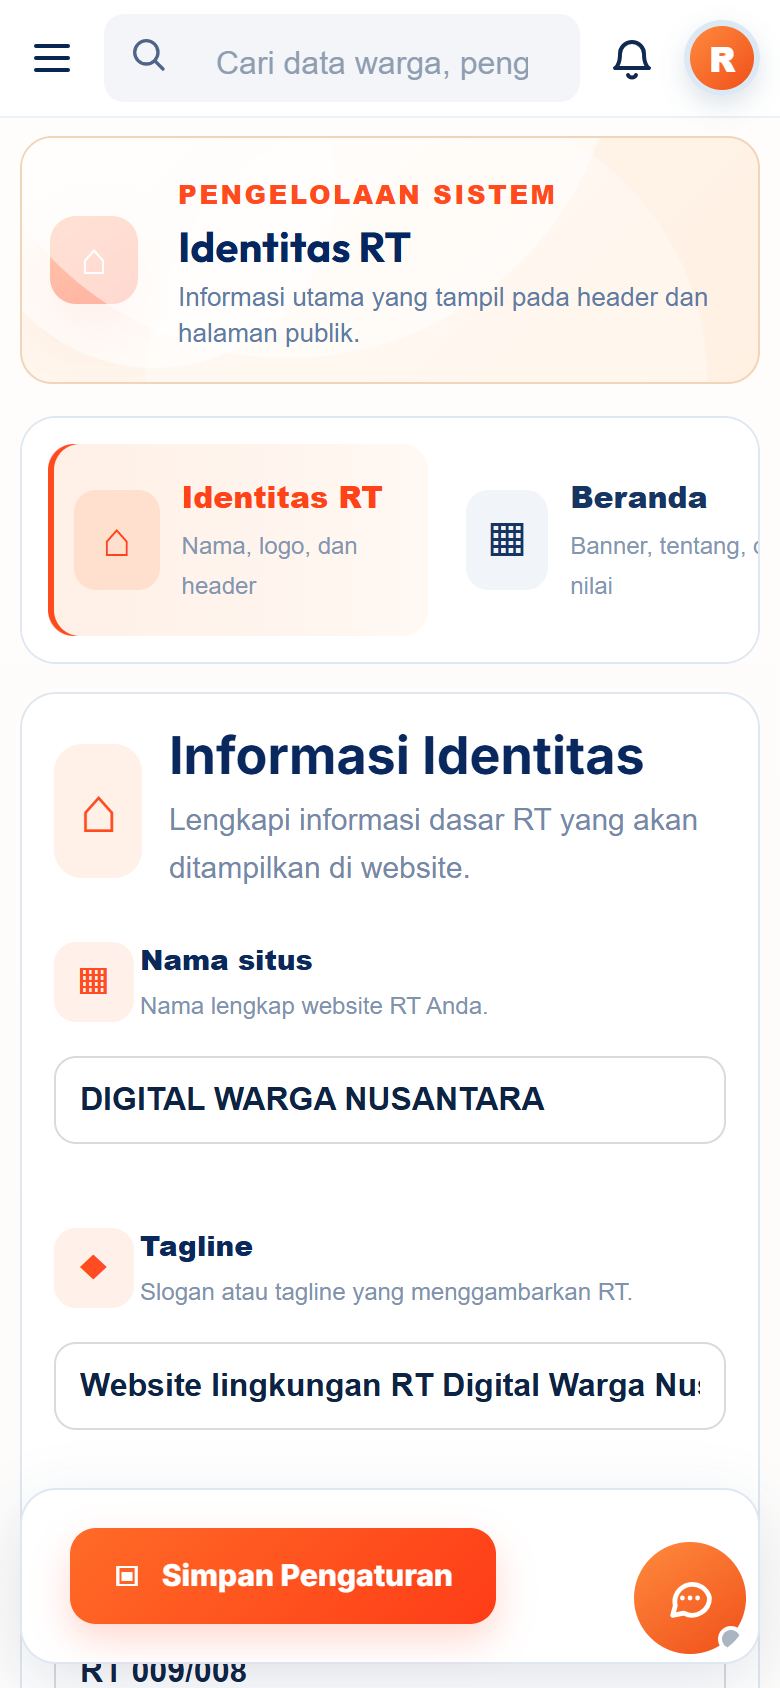 Cari data warga, peng
R
PENGELOLAAN SISTEM
Identitas RT
Informasi utama yang tampil pada header dan
halaman publik.
Identitas RT
Nama, logo, dan
header
Beranda
Banner, tentang,
nilai
Informasi Identitas
Lengkapi informasi dasar RT yang akan
ditampilkan di website.
Nama situs
Nama lengkap website RT Anda.
DIGITAL WARGA NUSANTARA
Tagline
Slogan atau tagline yang menggambarkan RT.
Website lingkungan RT Digital Warga Nus
Simpan Pengaturan
RT 009/008